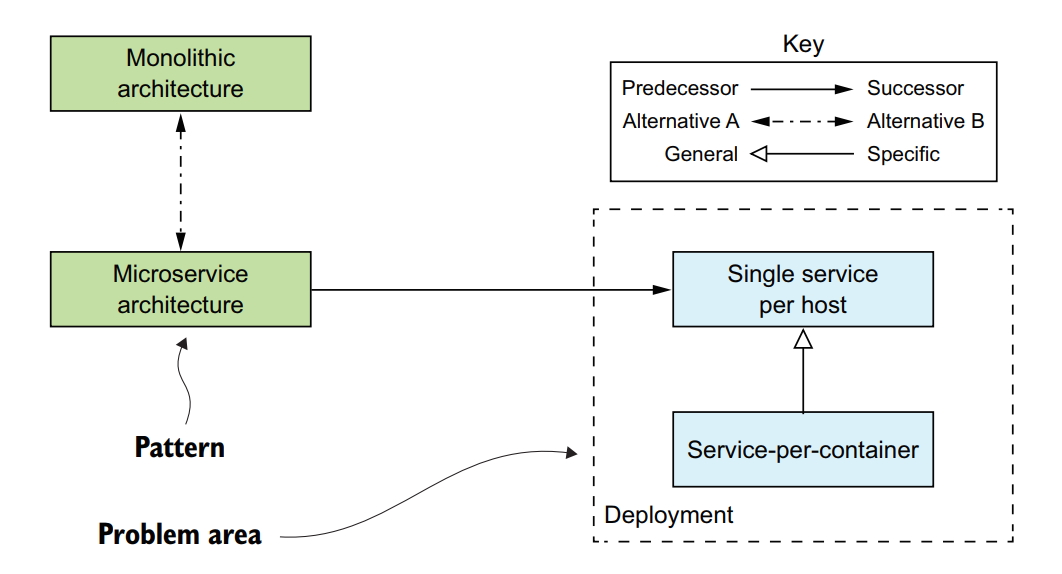 Monolithic
architecture
Key
Predecessor Successor
Alternative A Alternative B
General Specific
Microservice
architecture
Single service
per host
Pattern
Service-per-container
Problem area
Deployment